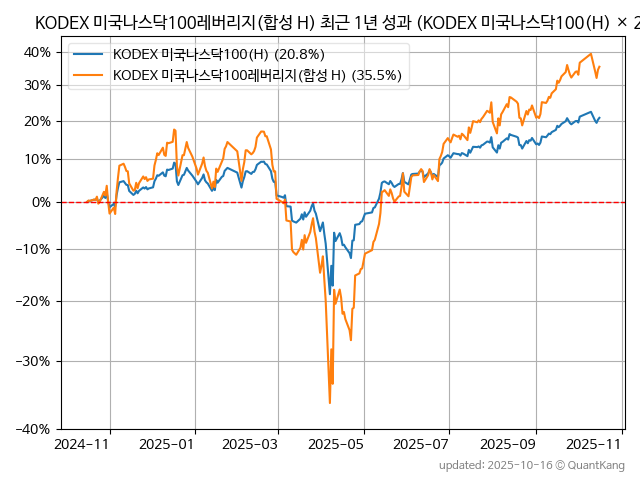 KODEX 미국나스닥100레버리지(합성 H) 최근 1년 성과 (KODEX 미국나스닥100(H) × 2
KODEX 미국나스닥100(H) (20.8%)
KODEX 미국나스닥100레버리지(합성 H) (35.5%)
40%
30%
20%
10%
0%
−10%
−20%
−30%
−40%
2024-11 2025-01 2025-03 2025-05 2025-07 2025-09 2025-11
updated: 2025-10-16 © QuantKang